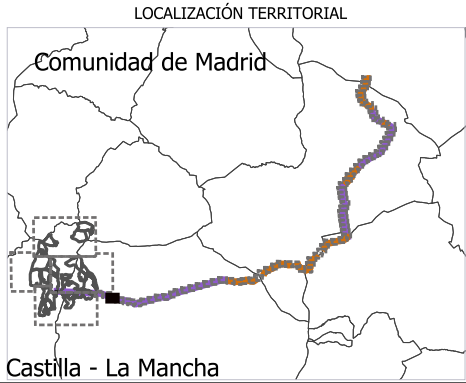 LOCALIZACIÓN TERRITORIAL
Comunidad de Madrid
Castilla - La Mancha